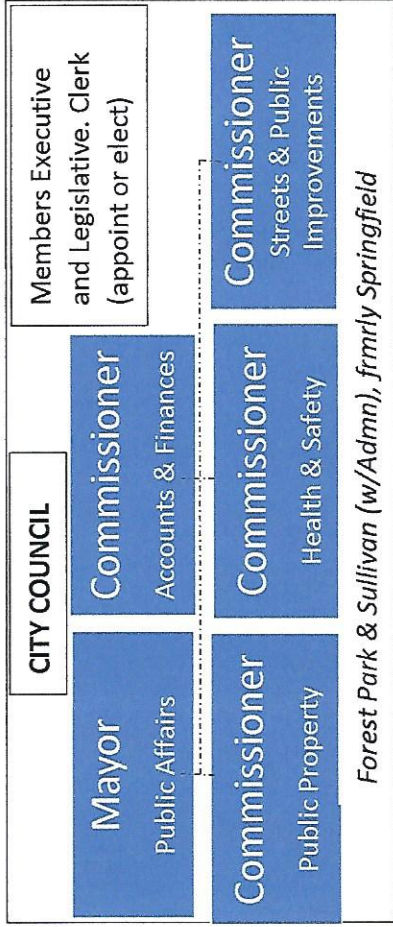 CITY COUNCIL
Members Executive
and Legislative. Clerk
(appoint or elect)
Mayor
Public Affairs
Commissioner
Accounts & Finances
Commissioner
Public Property
Commissioner
Health & Safety
Commissioner
Streets & Public
Improvements
Forest Park & Sullivan (w/Admn), frmrly Springfield